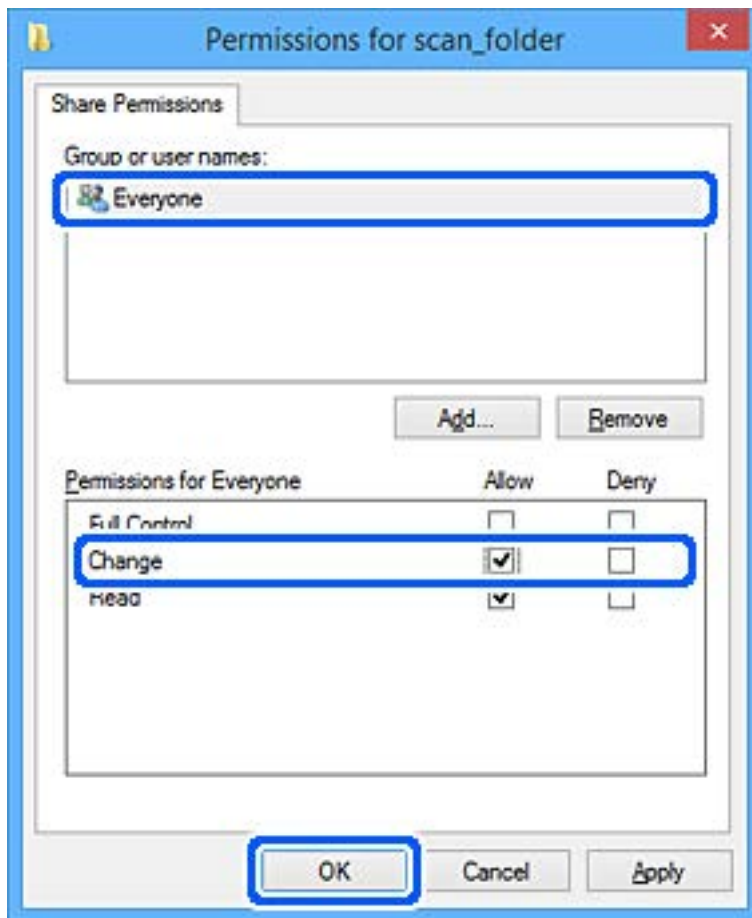 Permissions for scan_folder
Share Permissions
Group or user names:
Everyone
Add... Remove
Permissions for Everyone Allow Deny
Full Control
Change
Read
OK Cancel Apply